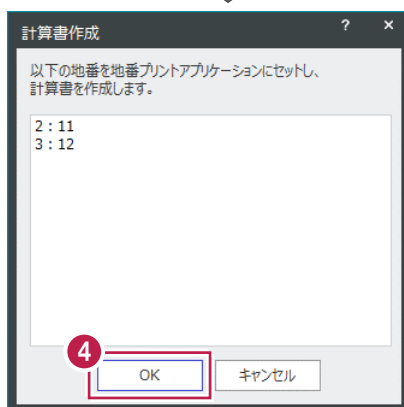 計算書作成
? ×
以下の地番を地番プリントアプリケーションにセットし、
計算書を作成します。
2 : 11
3 : 12
4
OK
キャンセル